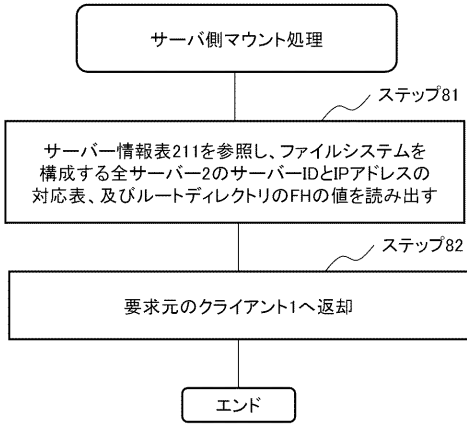 サーバ側マウント処理
ステップ81
サーバー情報表211を参照し、ファイルシステムを
構成する全サーバー2のサーバーIDとIPアドレスの
対応表、及びルートディレクトリのFHの値を読み出す
ステップ82
要求元のクライアント1へ返却
エンド